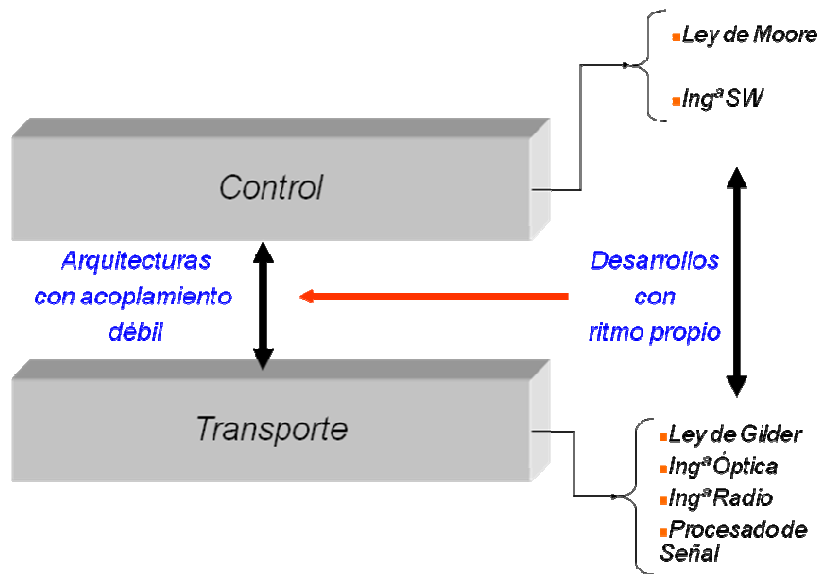 Ley de Moore
Ingª SW
Control
Arquitecturas
con acoplamiento
débil
Desarrollos
con
ritmo propio
Transporte
Ley de Gilder
Ingª Óptica
Ingª Radio
Procesado de
Señal